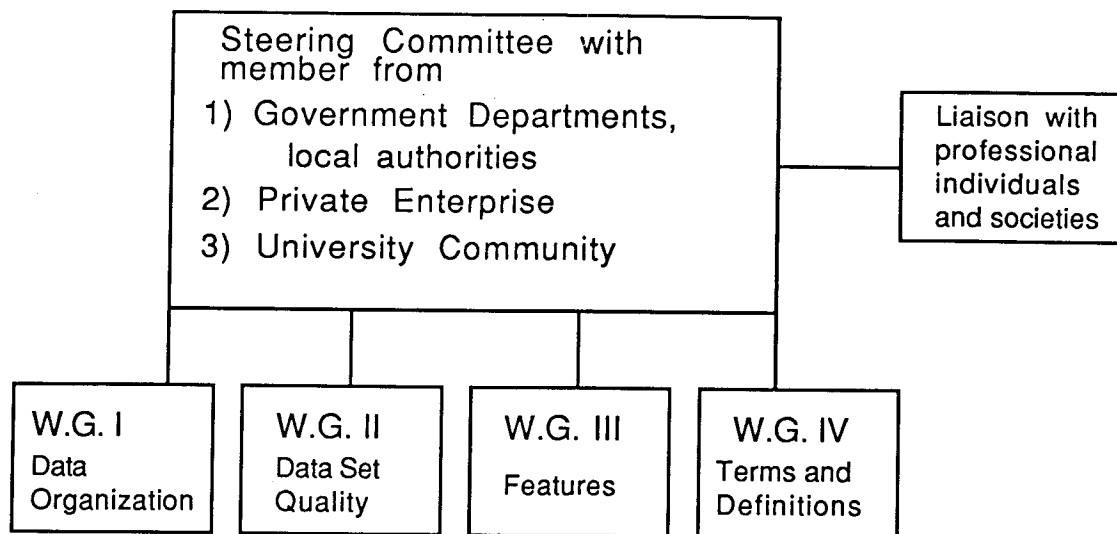 Steering Committee with
member from
1) Government Departments,
local authorities
2) Private Enterprise
3) University Community
Liaison with
professional
individuals
and societies
W.G. I
Data
Organization
W.G. II
Data Set
Quality
W.G. III
Features
W.G. IV
Terms and
Definitions